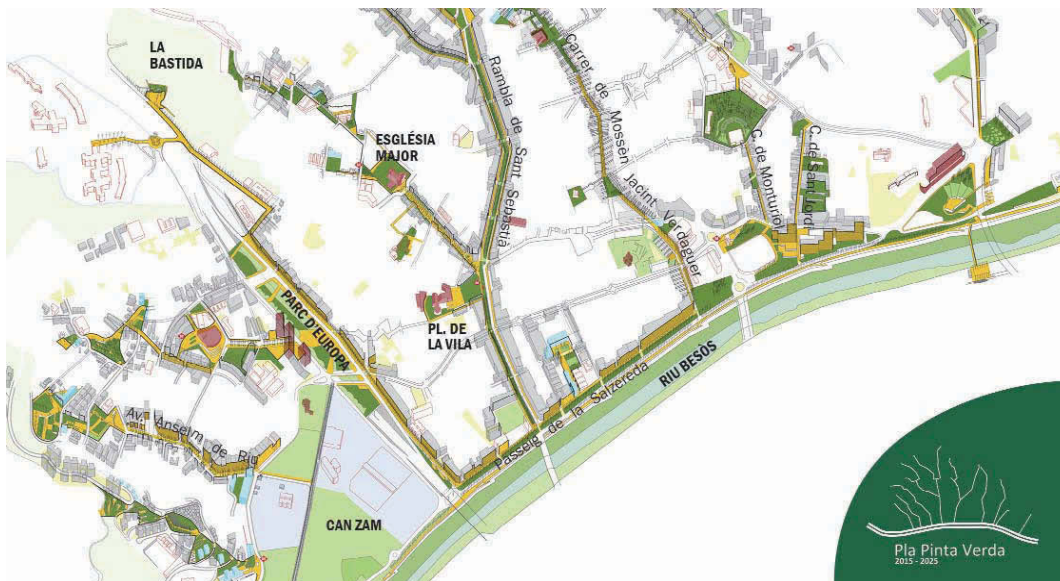 LA
BASTIDA
ESGLÉSIA
MAJOR
Rambla de Sant Sebastià
Carrer de Mossèn Jacint Verdaguer
C. de Monturiol
C. de Sant Jordi
PARC D'EUROPA
PL. DE
LA VILA
Passeig de la Salzereda
RIU BESÒS
Av. Anselm de Riu
CAN ZAM
Pla Pinta Verda
2015 - 2025